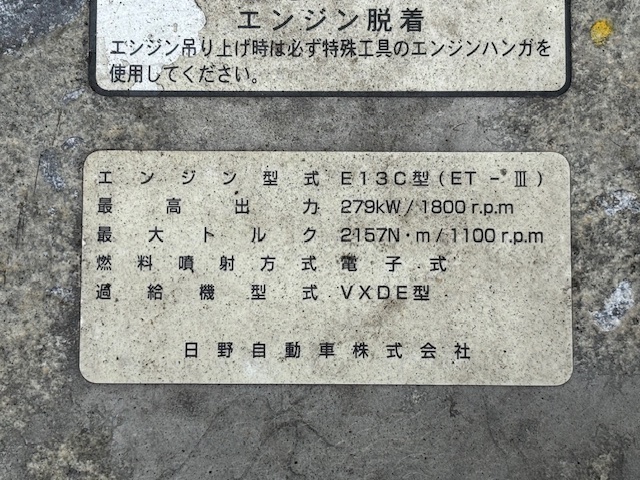 エンジン脱着
エンジン吊り上げ時は必ず特殊工具のエンジンハンガを
使用してください。
エンジン型式 E13C型(ET-Ⅲ)
最高出力 279kW/1800r.p.m
最大トルク 2157N・m/1100r.p.m
燃料噴射方式 電子式
過給機型式 VXDE型
日野自動車株式会社